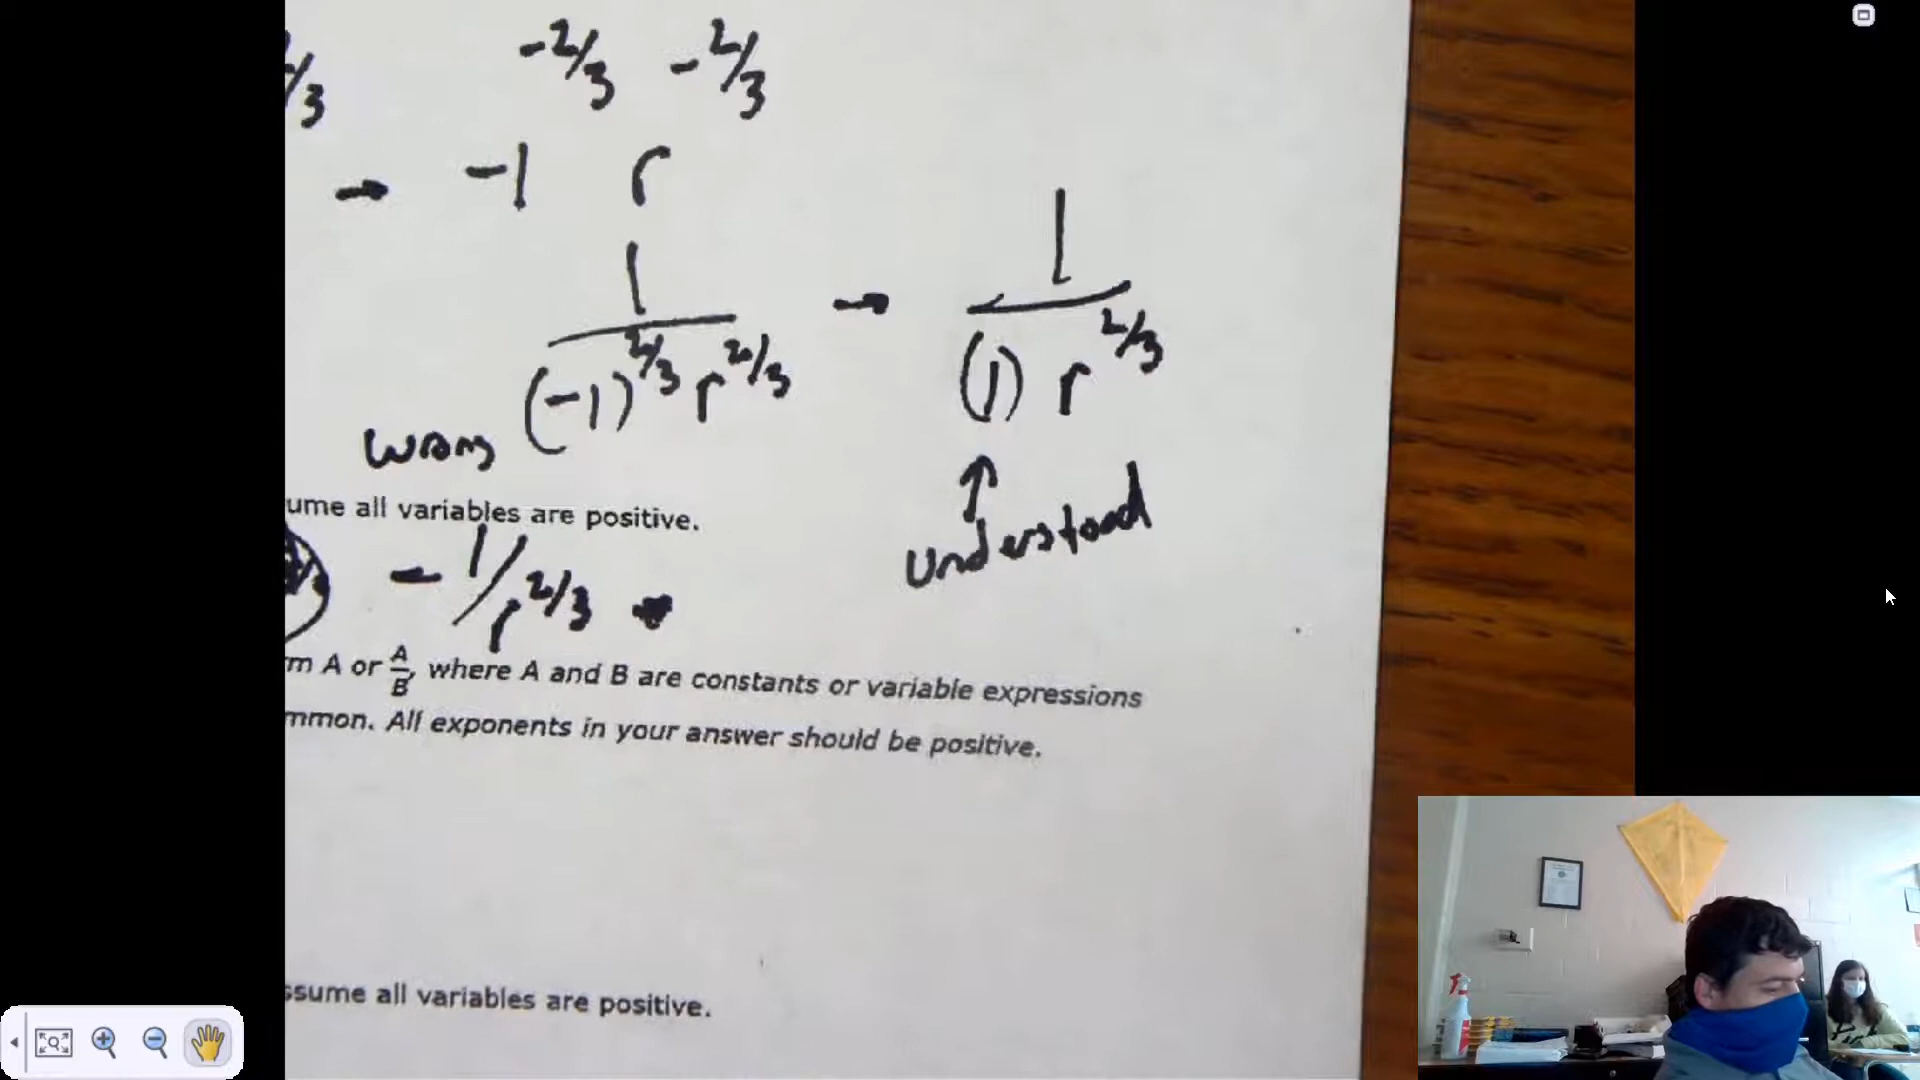 /3 -2/3 -2/3
→ -1 r
1 → 1
(-1)^2/3 r^2/3 (1) r^2/3
wrong ↑
understood
ume all variables are positive.
- 1/r^2/3
rm A or A/B, where A and B are constants or variable expressions
mmon. All exponents in your answer should be positive.
ssume all variables are positive.